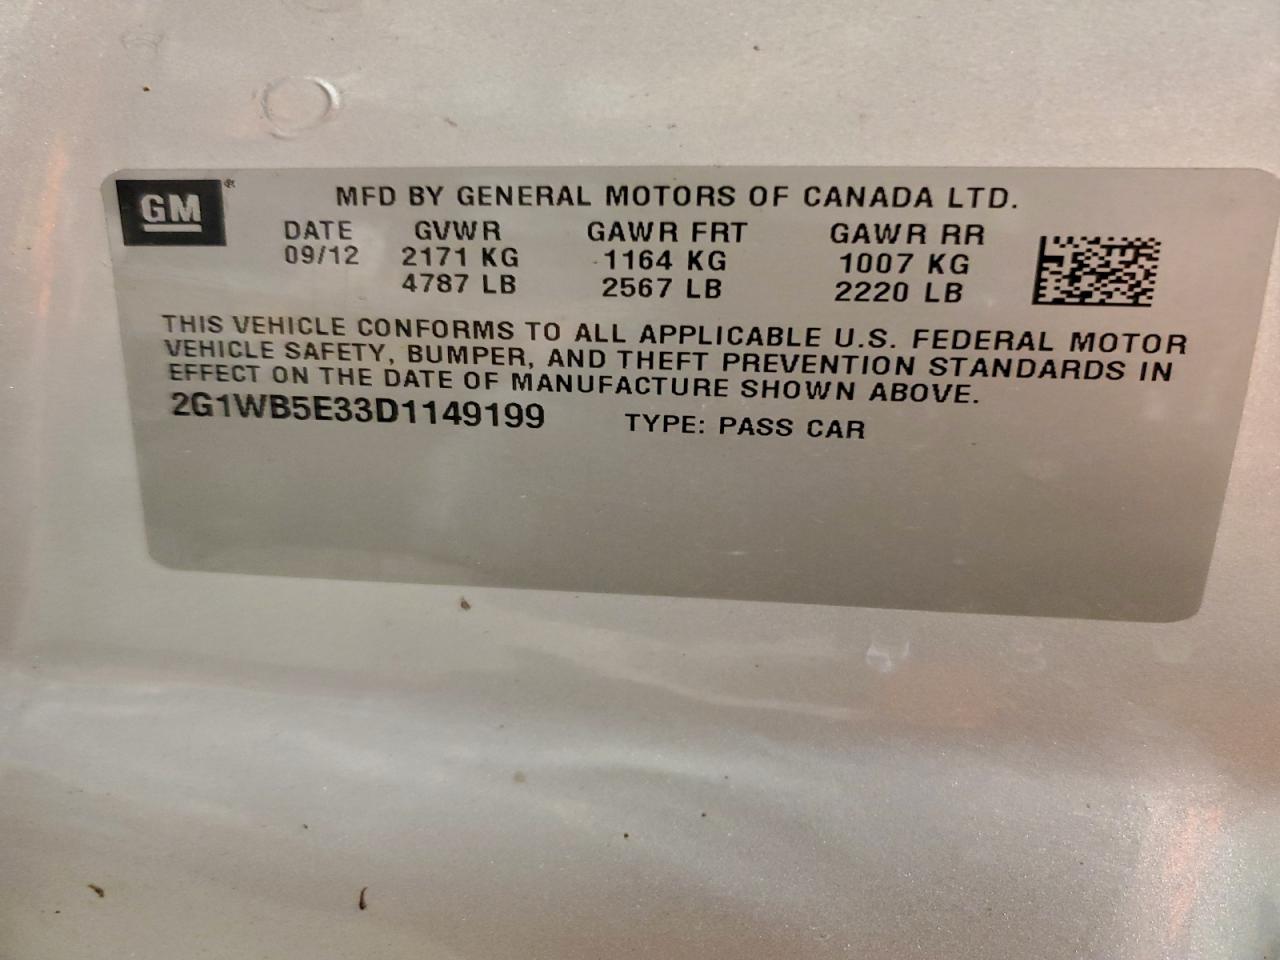 GM®
MFD BY GENERAL MOTORS OF CANADA LTD.
DATE GVWR GAWR FRT GAWR RR
09/12 2171 KG 1164 KG 1007 KG
4787 LB 2567 LB 2220 LB
THIS VEHICLE CONFORMS TO ALL APPLICABLE U.S. FEDERAL MOTOR
VEHICLE SAFETY, BUMPER, AND THEFT PREVENTION STANDARDS IN
EFFECT ON THE DATE OF MANUFACTURE SHOWN ABOVE.
2G1WB5E33D1149199 TYPE: PASS CAR